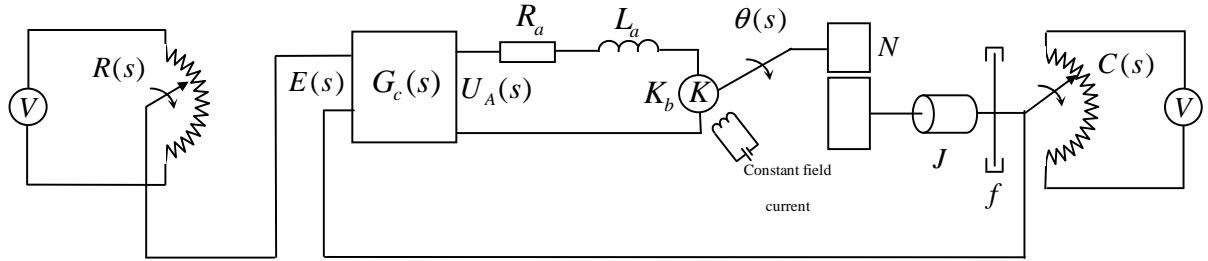 V
R(s)
E(s)
G_c(s)
U_A(s)
R_a
L_a
K_b
K
θ(s)
Constant field
current
N
J
f
C(s)
V